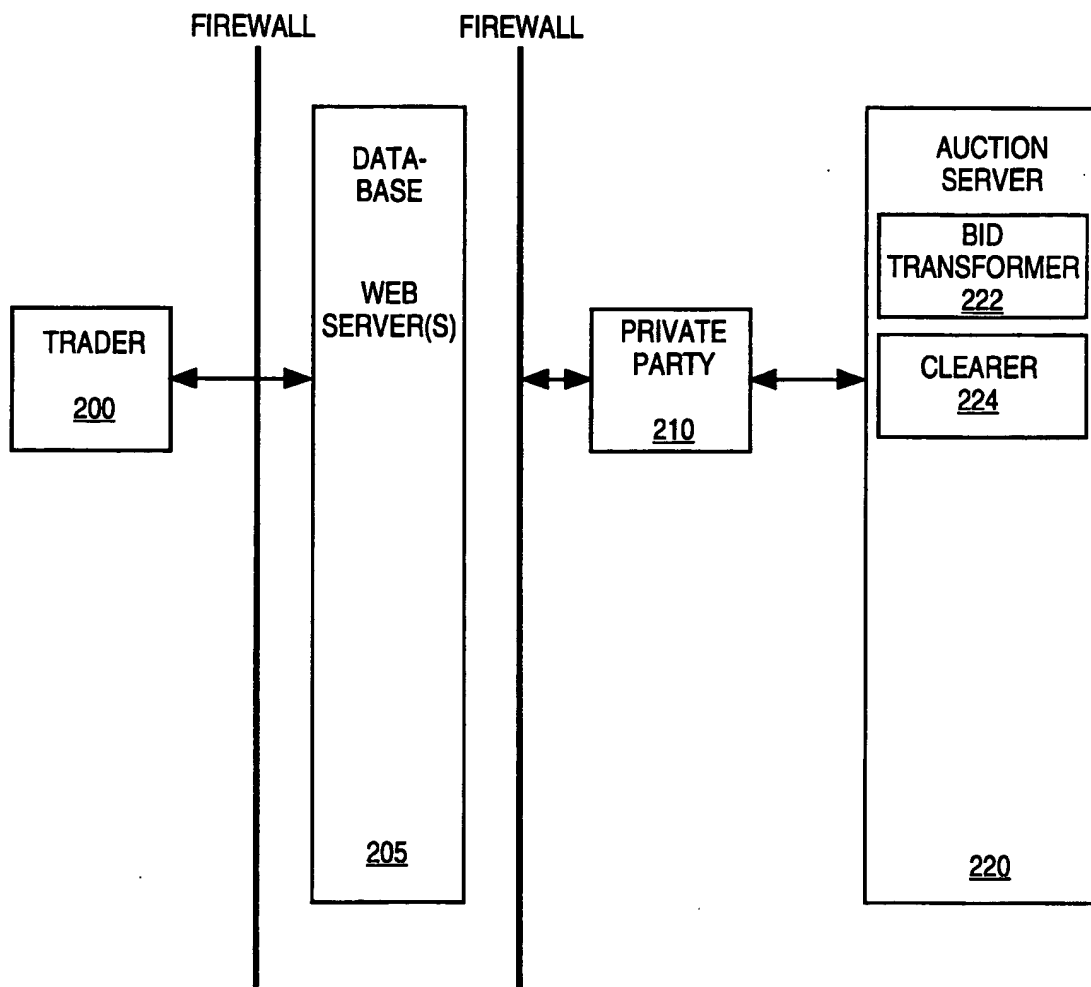 FIREWALL
FIREWALL
DATA-
BASE
WEB
SERVER(S)
205
TRADER
200
PRIVATE
PARTY
210
AUCTION
SERVER
BID
TRANSFORMER
222
CLEARER
224
220